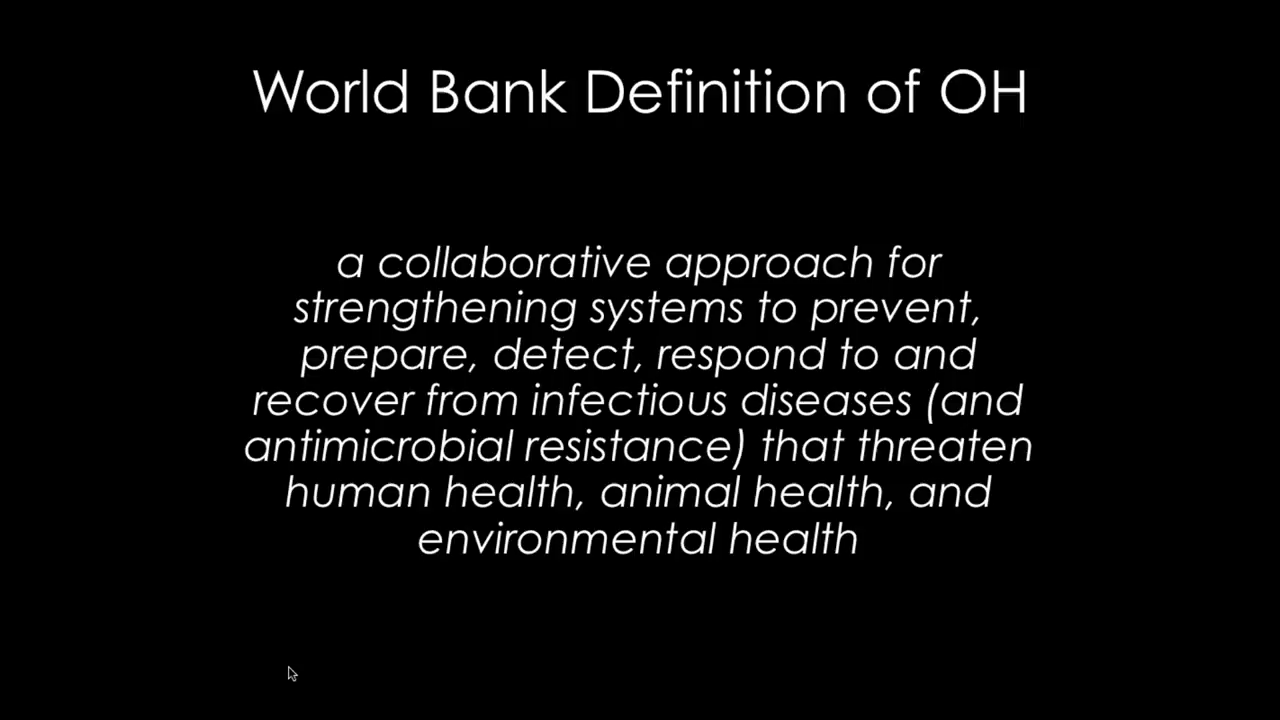 World Bank Definition of OH
a collaborative approach for
strengthening systems to prevent,
prepare, detect, respond to and
recover from infectious diseases (and
antimicrobial resistance) that threaten
human health, animal health, and
environmental health